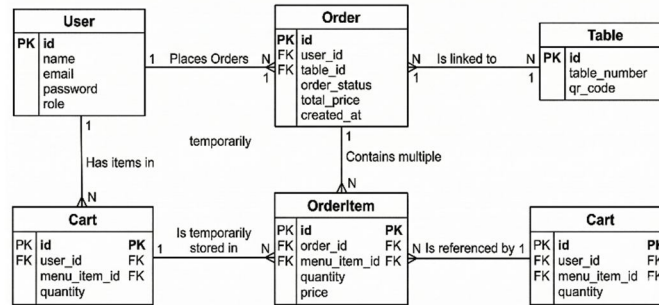 User
PK id
name
email
password
role
1 Places Orders N
1
Order
PK id
FK user_id
FK table_id
order_status
total_price
created_at
N Is linked to N
1 1
Table
PK id
table_number
qr_code
1
Has items in
N
temporarily
1
Contains multiple
N
Cart
PK id PK
FK user_id FK
menu_item_id FK
quantity
1 Is temporarily N
stored in
OrderItem
PK id PK
FK order_id FK
FK menu_item_id FK
quantity
price
N Is referenced by 1
Cart
PK id PK
FK user_id FK
menu_item_id FK
quantity